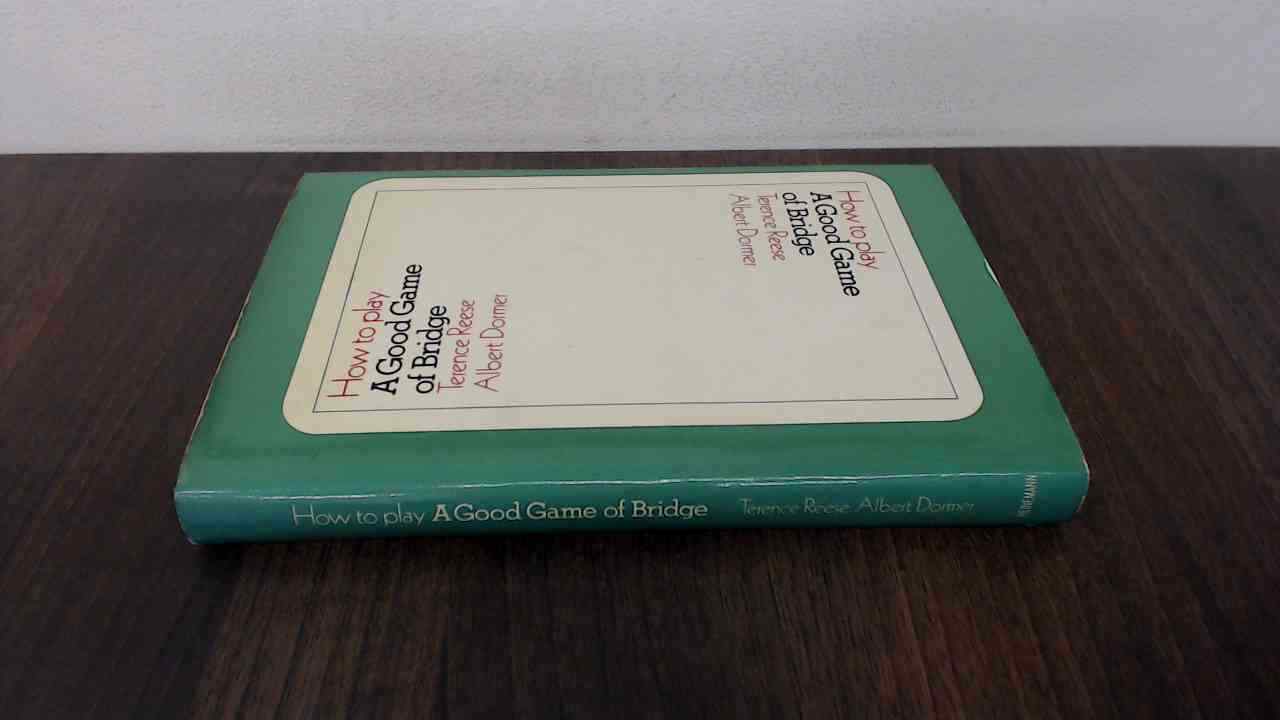 How to play
A Good Game
of Bridge
Terence Reese
Albert Dormer
How to play
A Good Game
of Bridge
Terence Reese
Albert Dormer
How to play A Good Game of Bridge Terence Reese Albert Dormer